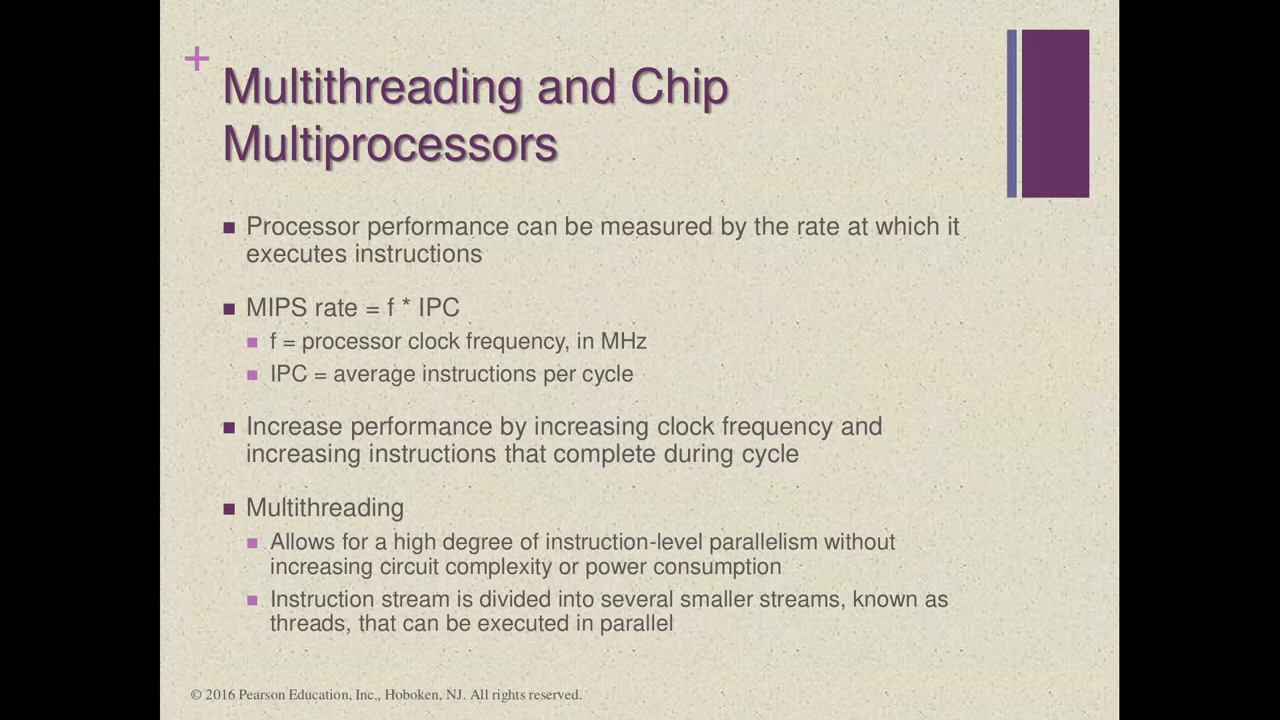 +
Multithreading and Chip
Multiprocessors
■ Processor performance can be measured by the rate at which it
executes instructions
■ MIPS rate = f * IPC
■ f = processor clock frequency, in MHz
■ IPC = average instructions per cycle
■ Increase performance by increasing clock frequency and
increasing instructions that complete during cycle
■ Multithreading
■ Allows for a high degree of instruction-level parallelism without
increasing circuit complexity or power consumption
■ Instruction stream is divided into several smaller streams, known as
threads, that can be executed in parallel
© 2016 Pearson Education, Inc., Hoboken, NJ. All rights reserved.